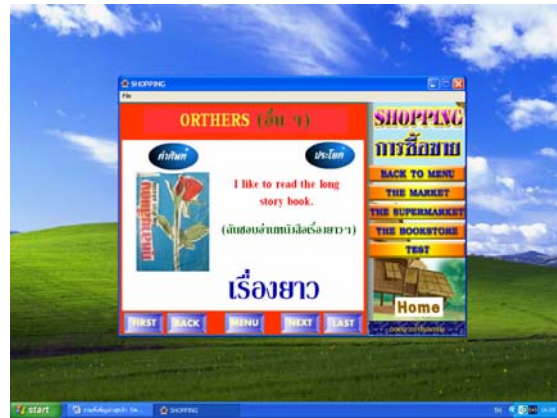 SHOPPING
File
ORTHERS (อื่น ๆ)
คำศัพท์
ประโยค
I like to read the long
story book.
(ฉันชอบอ่านหนังสือเรื่องยาว ๆ)
เรื่องยาว
FIRST
BACK
MENU
NEXT
LAST
SHOPPING
การซื้อขาย
BACK TO MENU
THE MARKET
THE SUPERMARKET
THE BOOKSTORE
TEST
Home
start
SHOPPING
TH